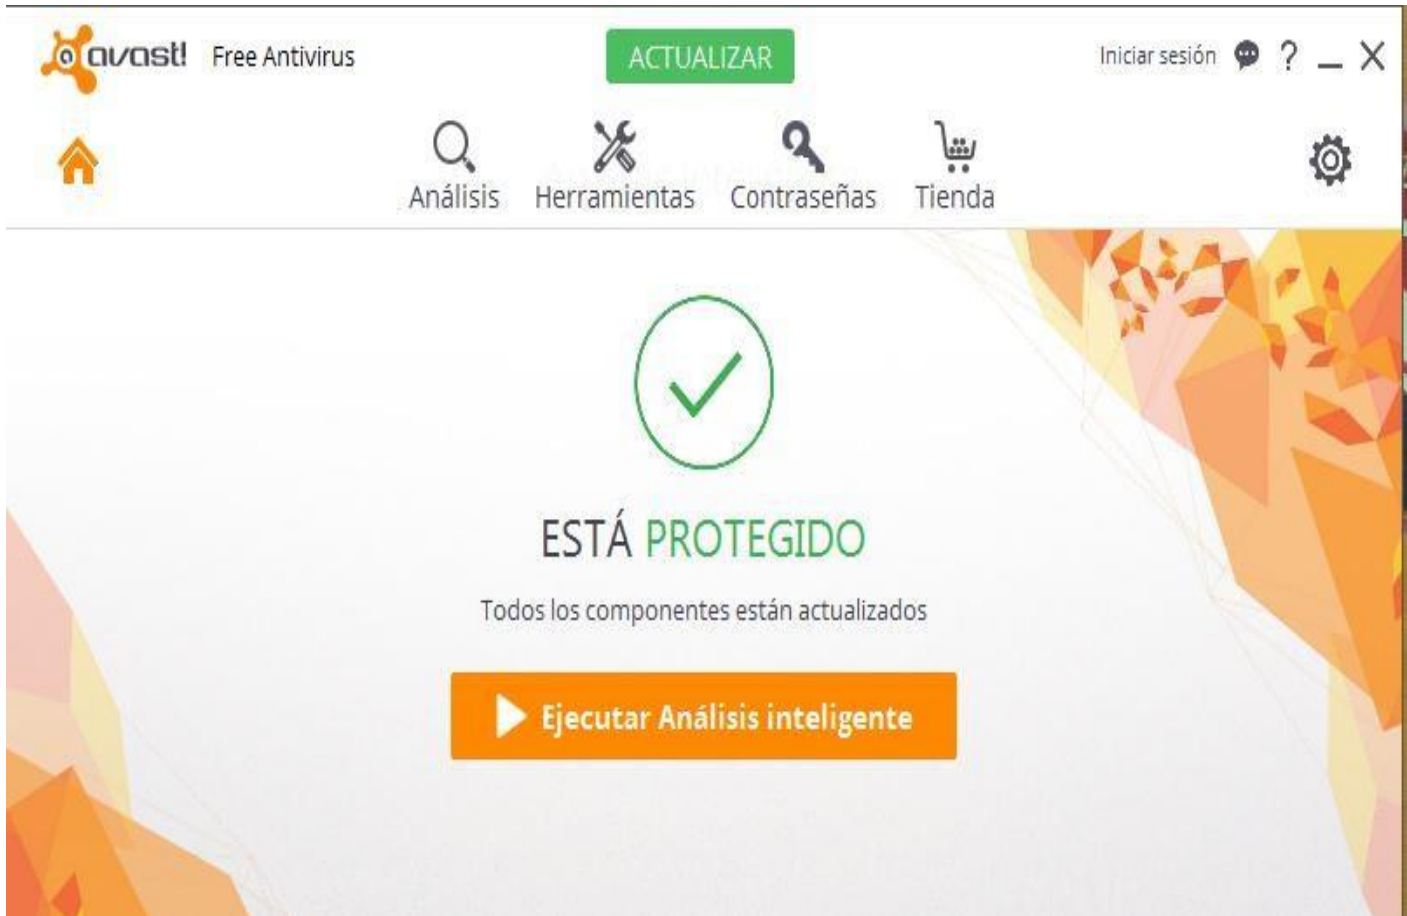 avast! Free Antivirus
ACTUALIZAR
Iniciar sesión ?
Análisis Herramientas Contraseñas Tienda
ESTÁ PROTEGIDO
Todos los componentes están actualizados
Ejecutar Análisis inteligente